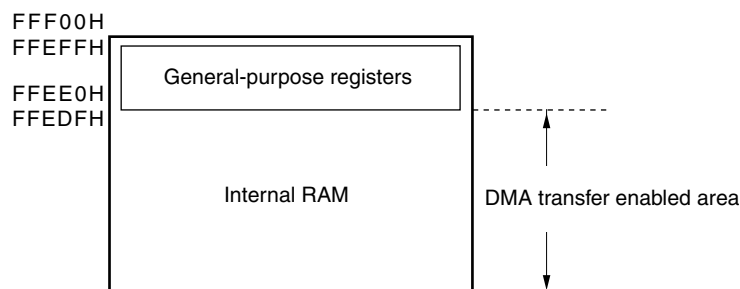 FFF00H
FFEFFH
General-purpose registers
FFEE0H
FFEDFH
Internal RAM
DMA transfer enabled area